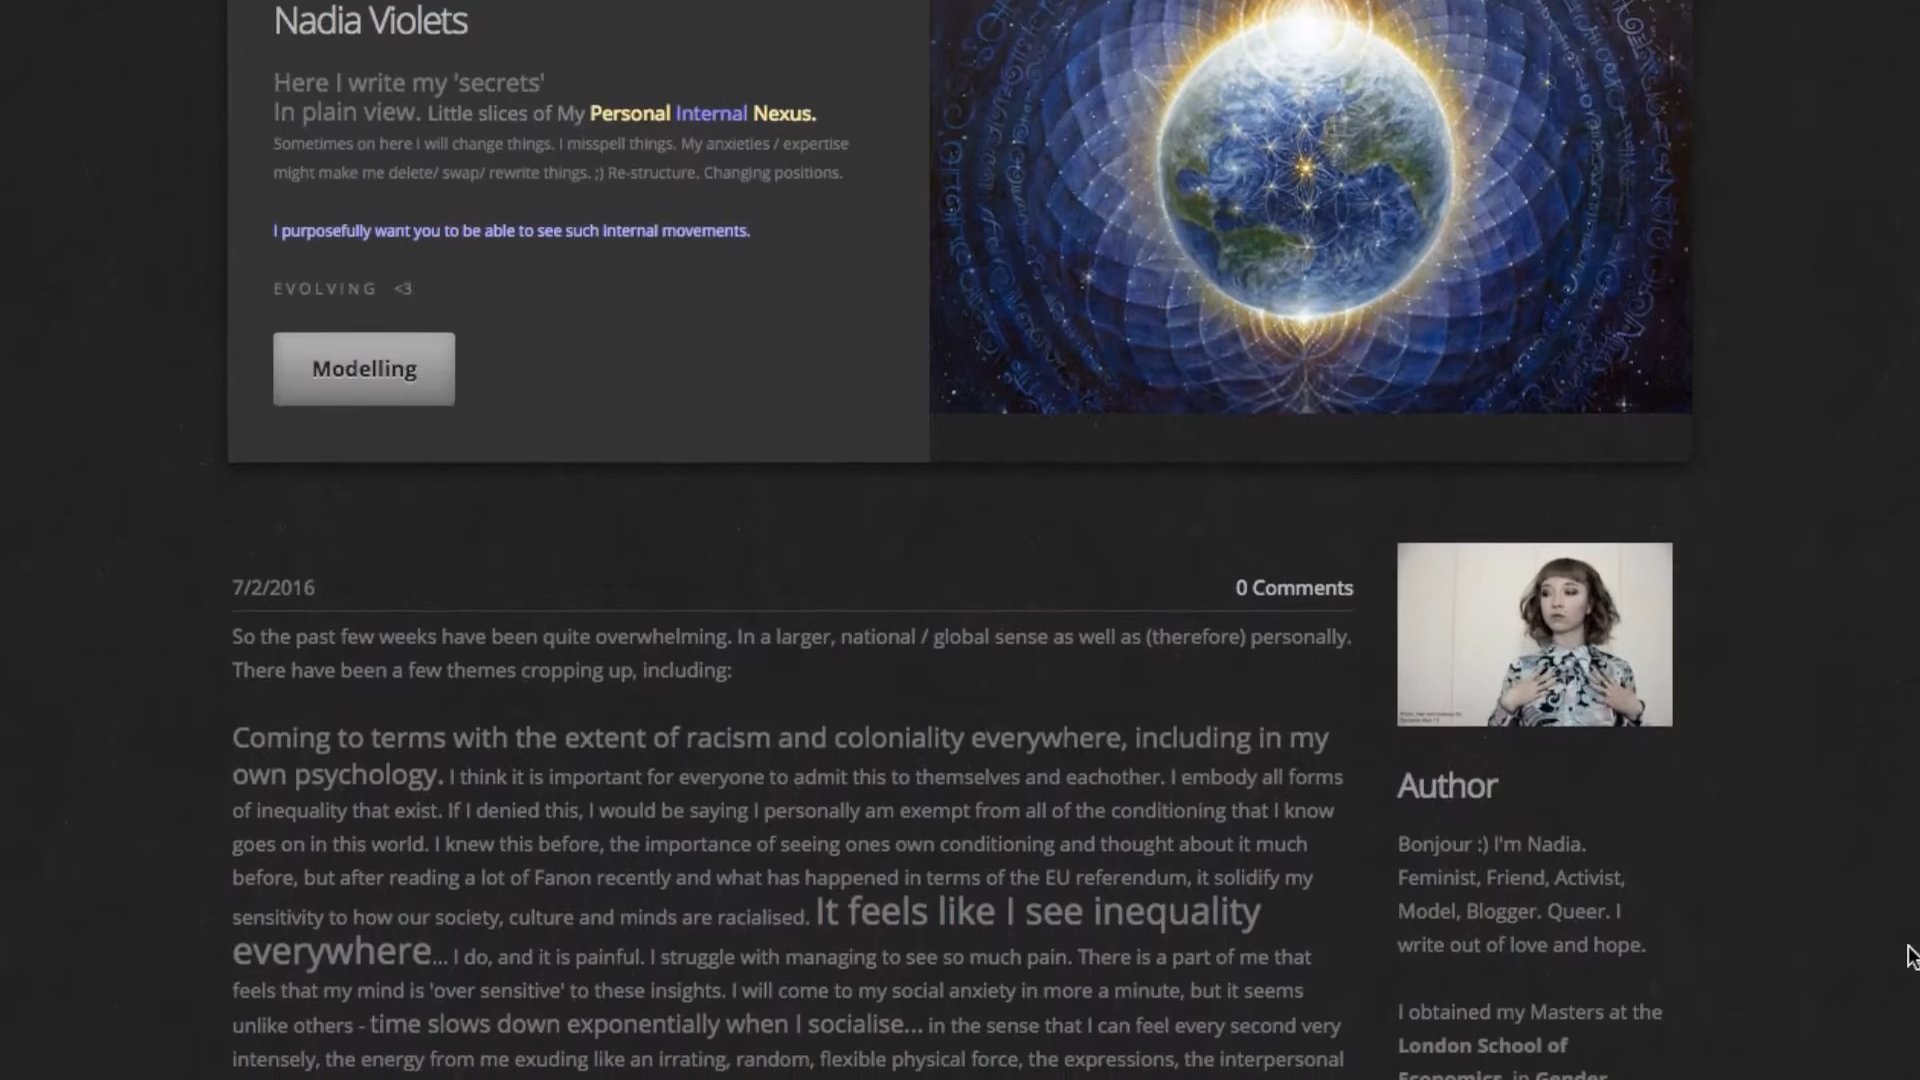 Nadia Violets
Here I write my 'secrets'
In plain view. Little slices of My Personal Internal Nexus.
Sometimes on here I will change things. I misspell things. My anxieties / expertise
might make me delete/ swap/ rewrite things. ;) Re-structure. Changing positions.
I purposefully want you to be able to see such internal movements.
EVOLVING <3
Modelling
7/2/2016
0 Comments
So the past few weeks have been quite overwhelming. In a larger, national / global sense as well as (therefore) personally.
There have been a few themes cropping up, including:
Coming to terms with the extent of racism and coloniality everywhere, including in my
own psychology. I think it is important for everyone to admit this to themselves and eachother. I embody all forms
of inequality that exist. If I denied this, I would be saying I personally am exempt from all of the conditioning that I know
goes on in this world. I knew this before, the importance of seeing ones own conditioning and thought about it much
before, but after reading a lot of Fanon recently and what has happened in terms of the EU referendum, it solidify my
sensitivity to how our society, culture and minds are racialised. It feels like I see inequality
everywhere... I do, and it is painful. I struggle with managing to see so much pain. There is a part of me that
feels that my mind is 'over sensitive' to these insights. I will come to my social anxiety in more a minute, but it seems
unlike others - time slows down exponentially when I socialise... in the sense that I can feel every second very
intensely, the energy from me exuding like an irrating, random, flexible physical force, the expressions, the interpersonal
Author
Bonjour :) I'm Nadia.
Feminist, Friend, Activist,
Model, Blogger. Queer. I
write out of love and hope.
I obtained my Masters at the
London School of
Economics, in Gender,